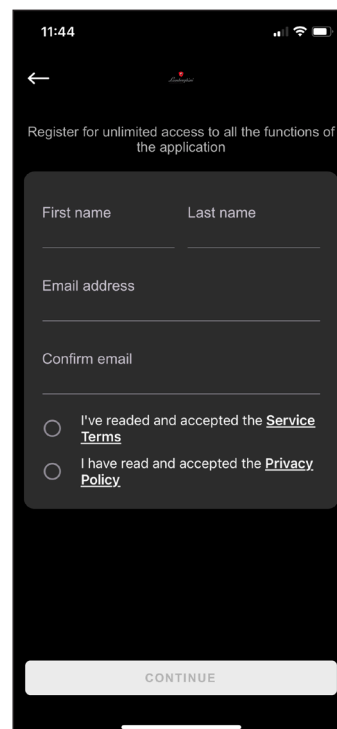 11:44
Lamborghini
Register for unlimited access to all the functions of
the application
First name
Last name
Email address
Confirm email
I've readed and accepted the Service
Terms
I have read and accepted the Privacy
Policy
CONTINUE